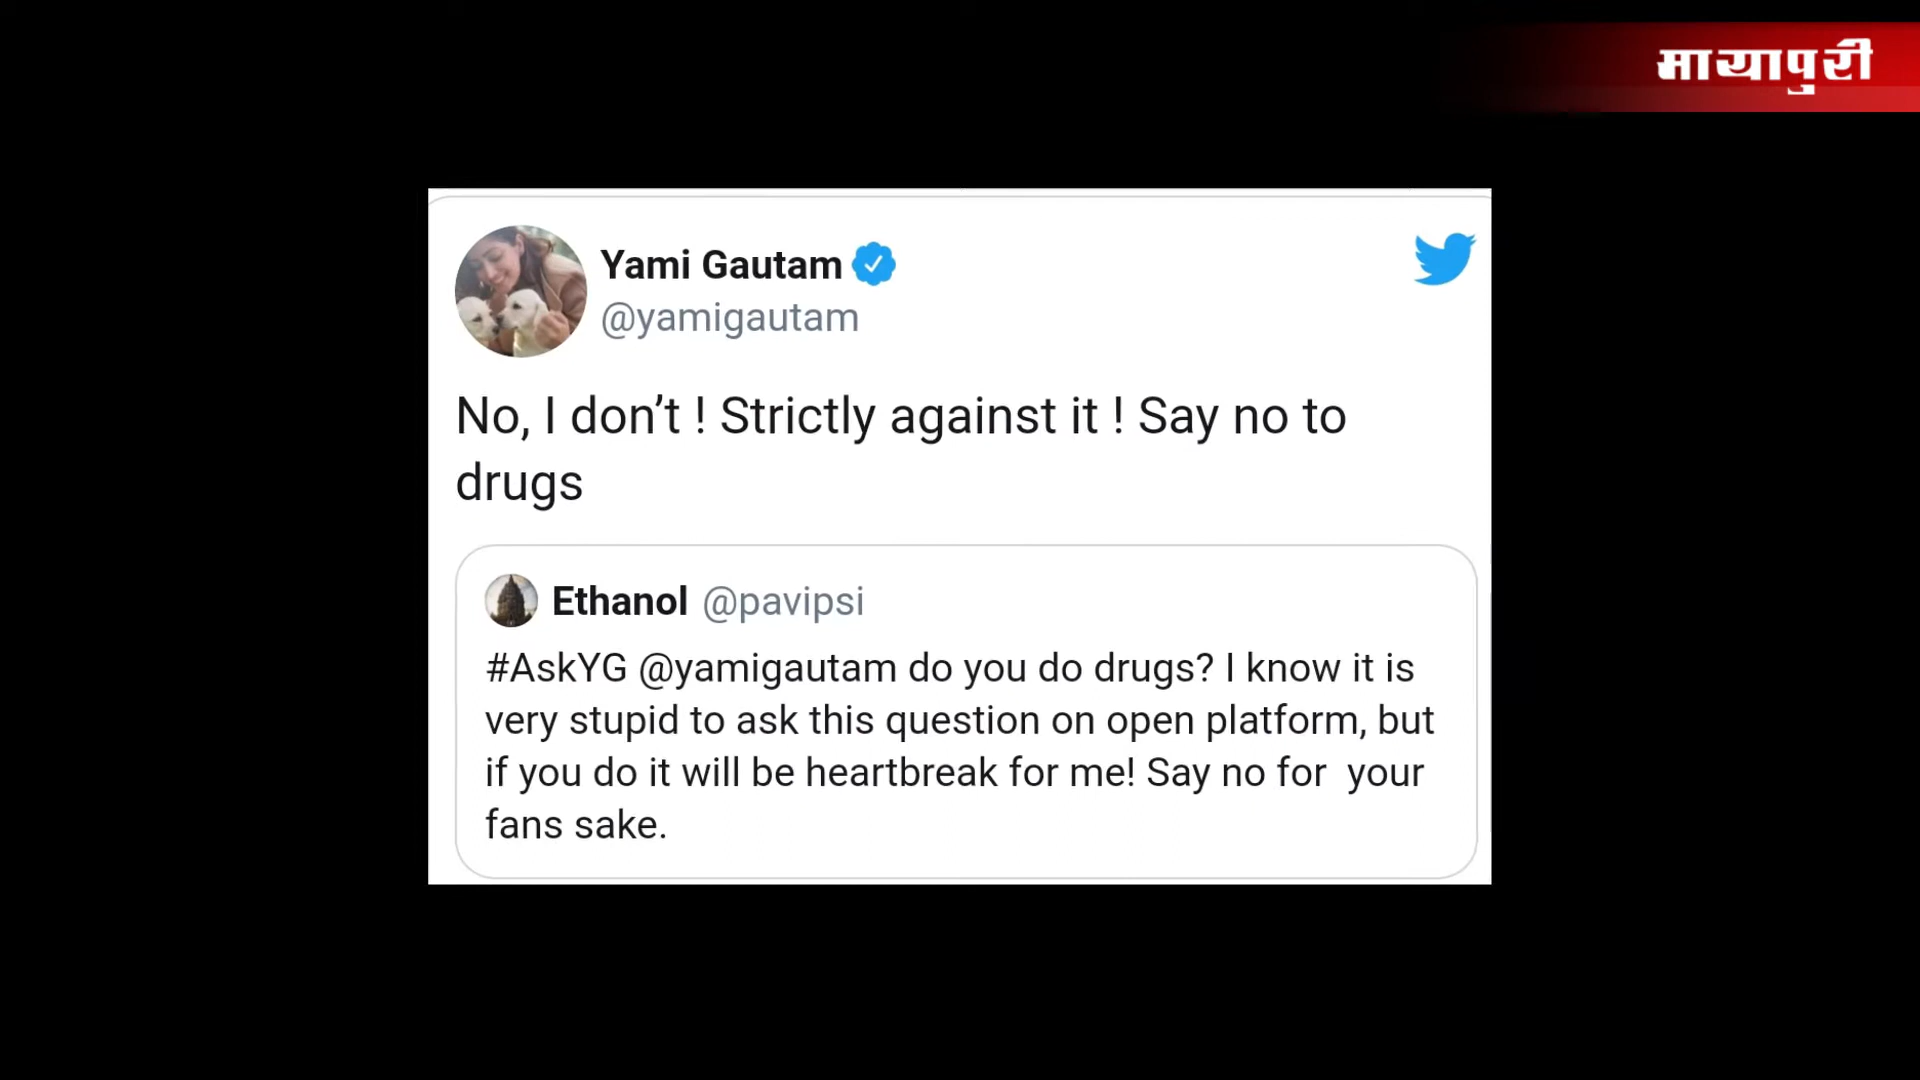 मायापुरी
Yami Gautam
@yamigautam
No, I don’t ! Strictly against it ! Say no to
drugs
Ethanol @pavipsi
#AskYG @yamigautam do you do drugs? I know it is
very stupid to ask this question on open platform, but
if you do it will be heartbreak for me! Say no for  your
fans sake.